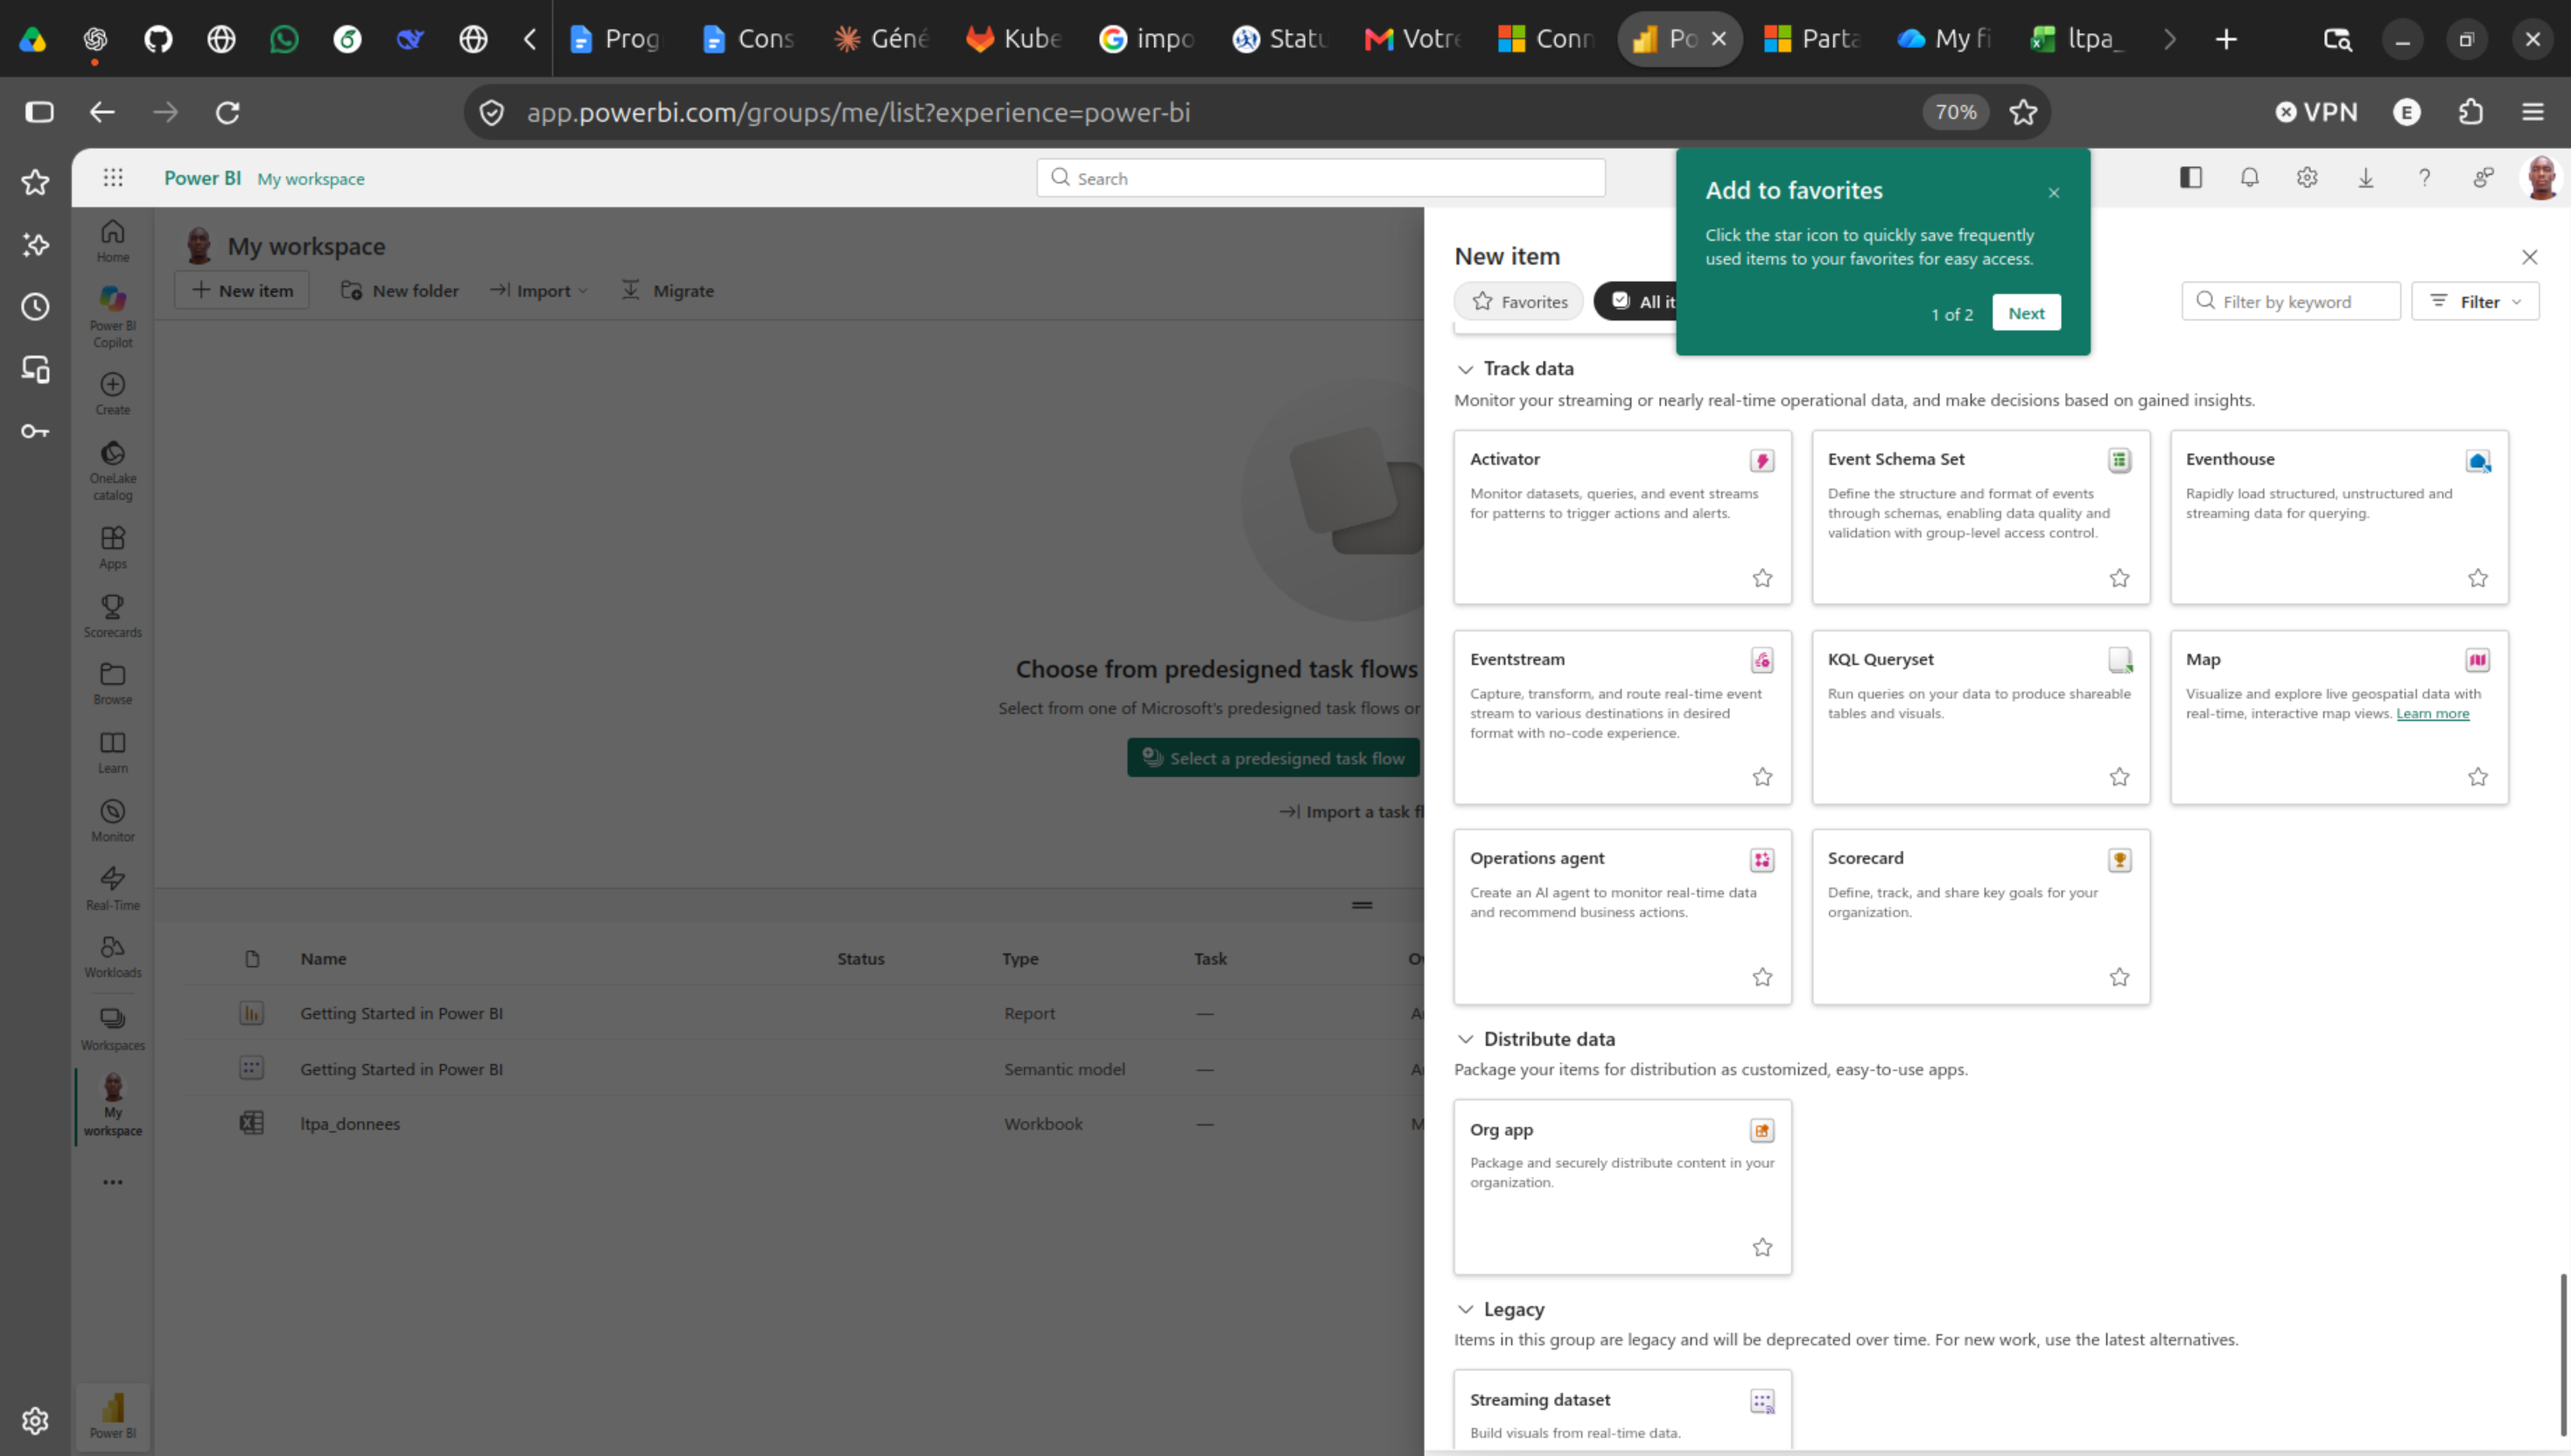 Prog
Cons
Géné
Kube
impo
Statu
Votre
Conn
Po
Parta
My fi
ltpa_
app.powerbi.com/groups/me/list?experience=power-bi
70%
VPN
E
Power BI My workspace
Search
Add to favorites
Click the star icon to quickly save frequently
used items to your favorites for easy access.
1 of 2
Next
Home
Power BI
Copilot
Create
OneLake
catalog
Apps
Scorecards
Browse
Learn
Monitor
Real-Time
Workloads
Workspaces
My
workspace
Power BI
My workspace
New item
New folder
Import
Migrate
Choose from predesigned task flows
Select from one of Microsoft's predesigned task flows or
Select a predesigned task flow
Import a task fl
Name Status Type Task O
Getting Started in Power BI Report — A
Getting Started in Power BI Semantic model — A
ltpa_donnees Workbook — M
New item
Favorites
All it
Filter by keyword
Filter
Track data
Monitor your streaming or nearly real-time operational data, and make decisions based on gained insights.
Activator
Monitor datasets, queries, and event streams
for patterns to trigger actions and alerts.
Event Schema Set
Define the structure and format of events
through schemas, enabling data quality and
validation with group-level access control.
Eventhouse
Rapidly load structured, unstructured and
streaming data for querying.
Eventstream
Capture, transform, and route real-time event
stream to various destinations in desired
format with no-code experience.
KQL Queryset
Run queries on your data to produce shareable
tables and visuals.
Map
Visualize and explore live geospatial data with
real-time, interactive map views. Learn more
Operations agent
Create an AI agent to monitor real-time data
and recommend business actions.
Scorecard
Define, track, and share key goals for your
organization.
Distribute data
Package your items for distribution as customized, easy-to-use apps.
Org app
Package and securely distribute content in your
organization.
Legacy
Items in this group are legacy and will be deprecated over time. For new work, use the latest alternatives.
Streaming dataset
Build visuals from real-time data.